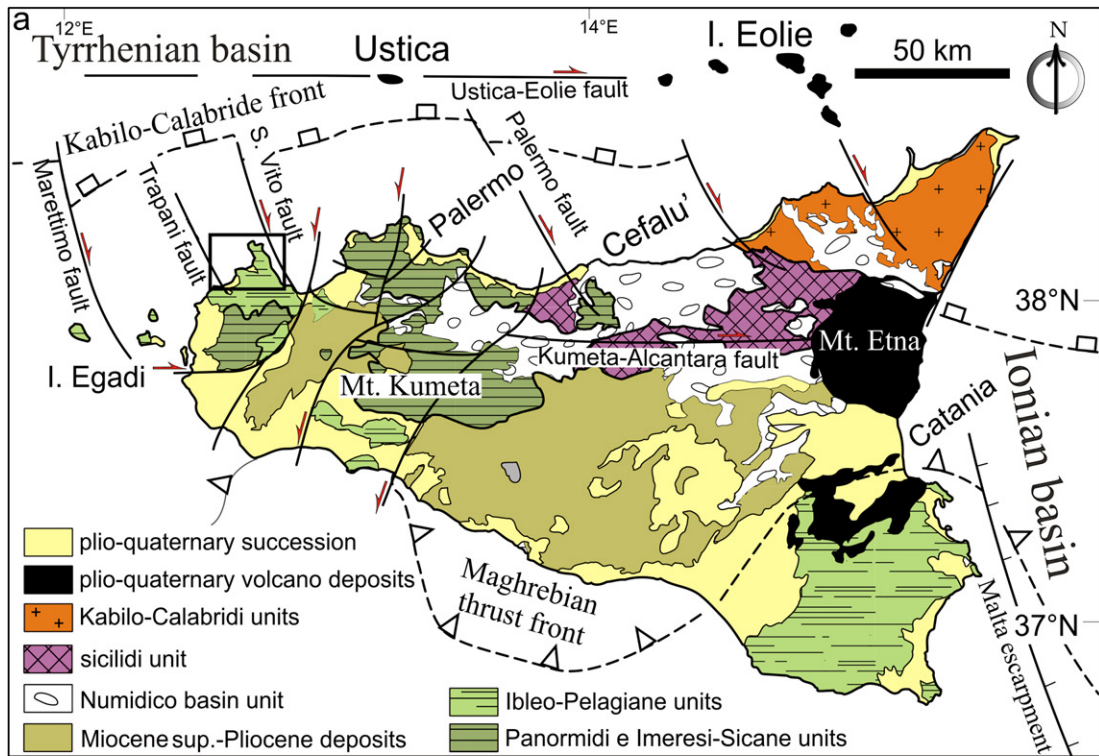 a
12°E
14°E
Tyrrhenian basin
Ustica
I. Eolie
50 km
N
Ustica-Eolie fault
Kabilo-Calabride front
Marettimo fault
Trapani fault
S. Vito fault
Palermo
Palermo fault
Cefalu'
38°N
I. Egadi
Mt. Kumeta
Kumeta-Alcantara fault
Mt. Etna
Catania
Ionian basin
Malta escarpment
37°N
Maghrebian
thrust front
plio-quaternary succession
plio-quaternary volcano deposits
Kabilo-Calabridi units
sicilidi unit
Numidico basin unit
Miocene sup.-Pliocene deposits
Ibleo-Pelagiane units
Panormidi e Imeresi-Sicane units